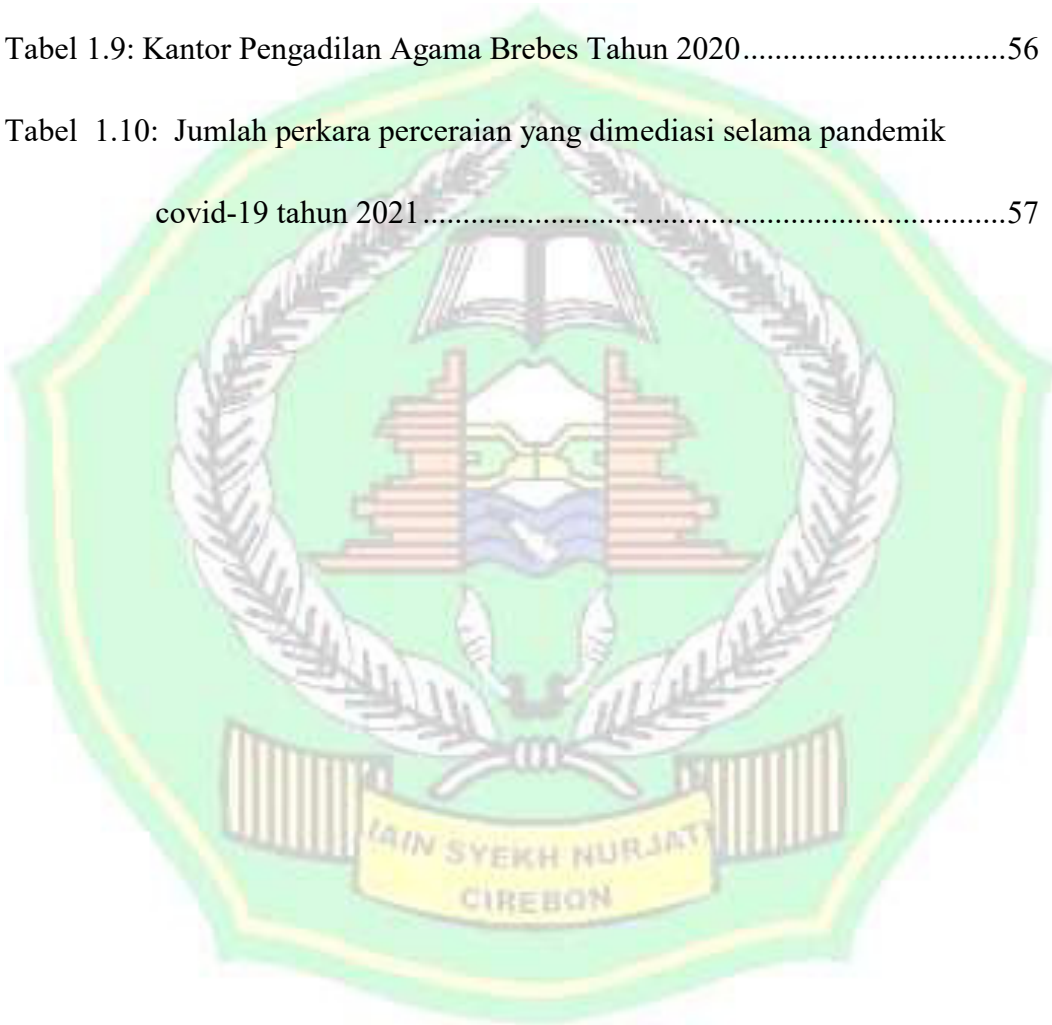 Tabel 1.9: Kantor Pengadilan Agama Brebes Tahun 2020.................................56
Tabel 1.10: Jumlah perkara perceraian yang dimediasi selama pandemik
covid-19 tahun 2021.........................................................................57
IAIN SYEKH NURJATI
CIREBON